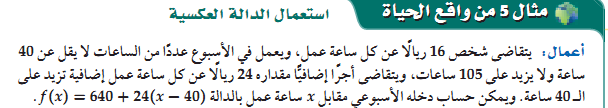 مثال 5 من واقع الحياة استعمال الدالة العكسية
أعمال: يتقاضى شخص 16 ريالًا عن كل ساعة عمل، ويعمل في الأسبوع عددًا من الساعات لا يقل عن 40
ساعة ولا يزيد على 105 ساعات، ويتقاضى أجرًا إضافيًّا مقداره 24 ريالًا عن كل ساعة عمل إضافية تزيد على
الـ 40 ساعة. ويمكن حساب دخله الأسبوعي مقابل x ساعة عمل بالدالة f(x) = 640 + 24(x − 40).